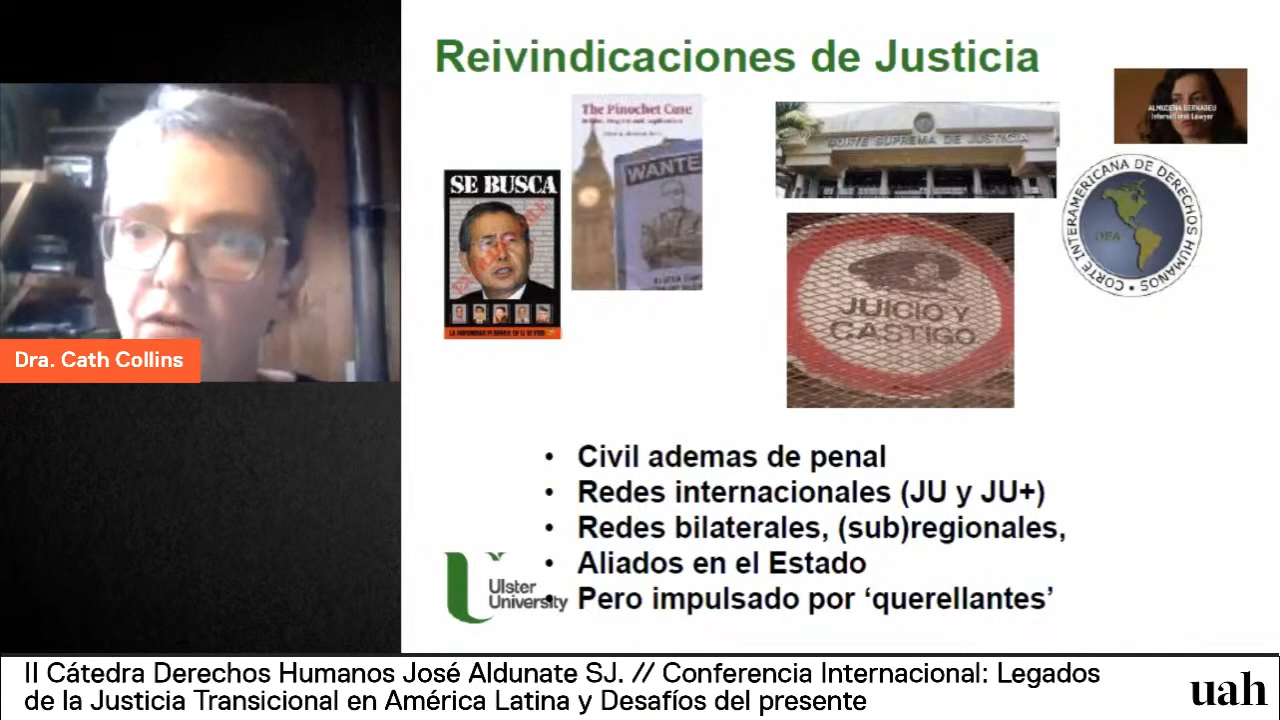 Reivindicaciones de Justicia
The Pinochet Case
SE BUSCA
WANTE
CORTE SUPREMA DE JUSTICIA
ALMUDENA BERNABEU
International Lawyer
CORTE INTERAMERICANA DE DERECHOS HUMANOS
OEA
JUICIO Y
CASTIGO
Dra. Cath Collins
• Civil ademas de penal
• Redes internacionales (JU y JU+)
• Redes bilaterales, (sub)regionales,
• Aliados en el Estado
• Pero impulsado por ‘querellantes’
Ulster
University
II Cátedra Derechos Humanos José Aldunate SJ. // Conferencia Internacional: Legados
de la Justicia Transicional en América Latina y Desafíos del presente
uah